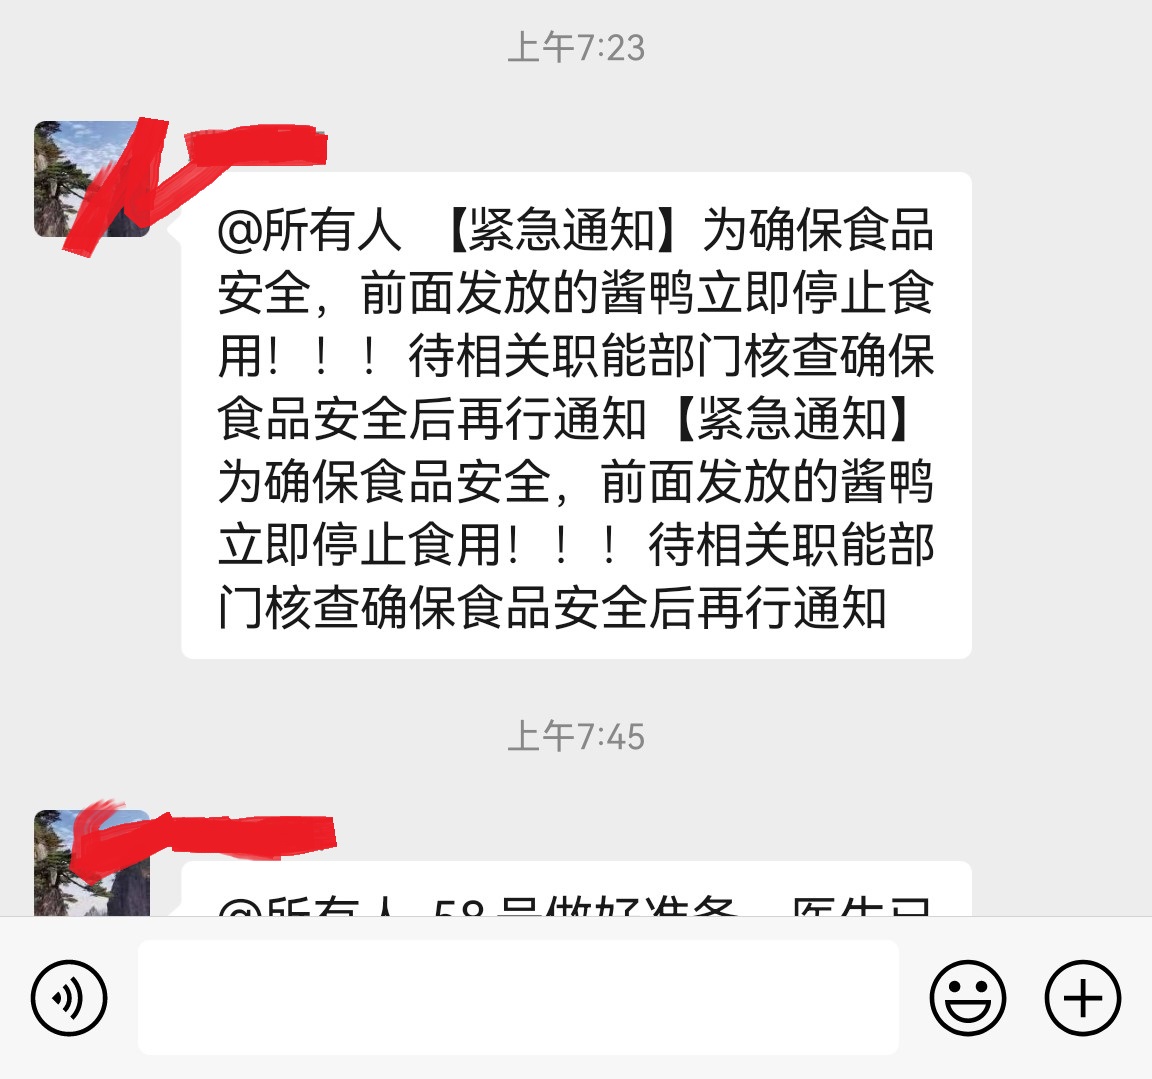 上午7:23
@所有人 【紧急通知】为确保食品
安全，前面发放的酱鸭立即停止食
用！！！待相关职能部门核查确保
食品安全后再行通知【紧急通知】
为确保食品安全，前面发放的酱鸭
立即停止食用！！！待相关职能部
门核查确保食品安全后再行通知
上午7:45
@所有人 58号做好准备，医生已